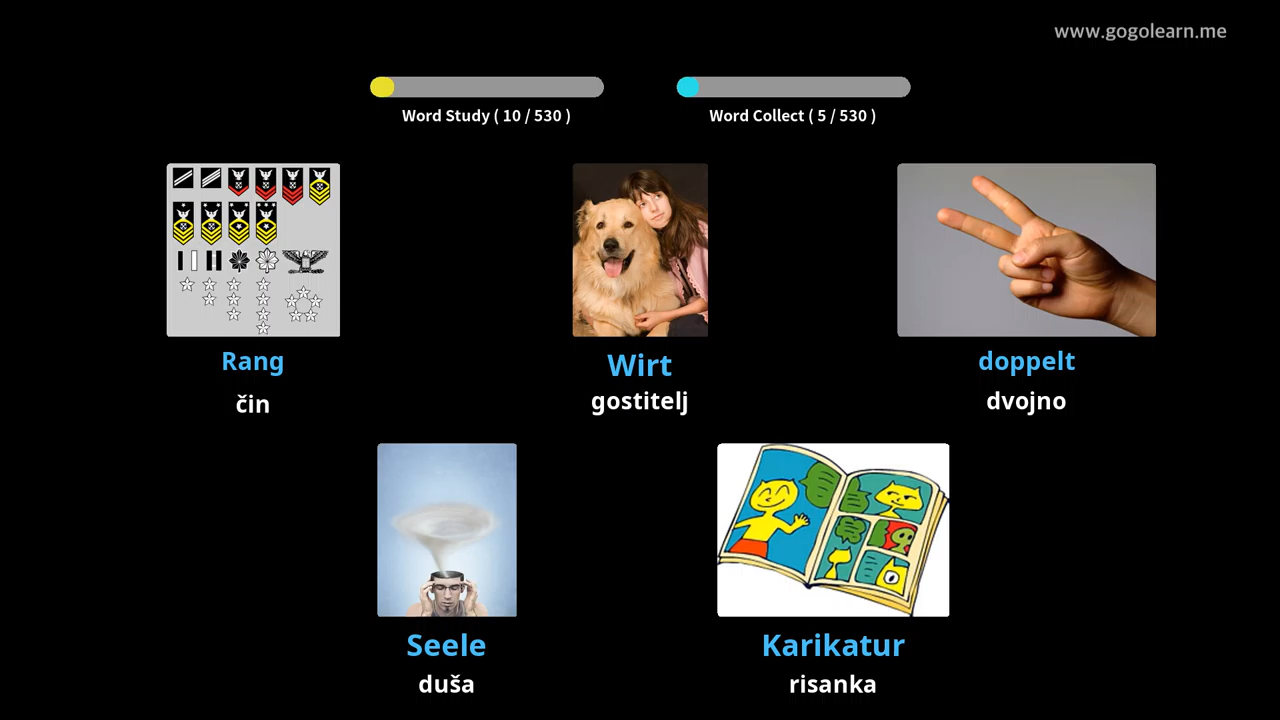 www.gogolearn.me
Word Study ( 10 / 530 )
Word Collect ( 5 / 530 )
Rang
čin
Wirt
gostitelj
doppelt
dvojno
Seele
duša
Karikatur
risanka